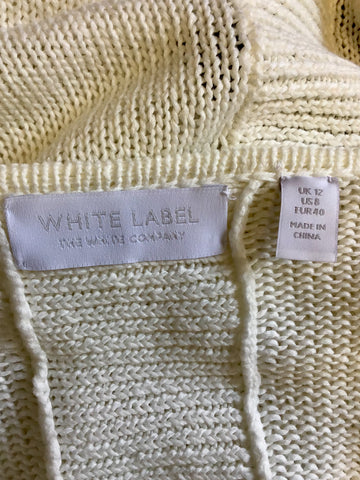 WHITE LABEL
THE WHITE COMPANY
UK 12
US 8
EUR 40
MADE IN
CHINA